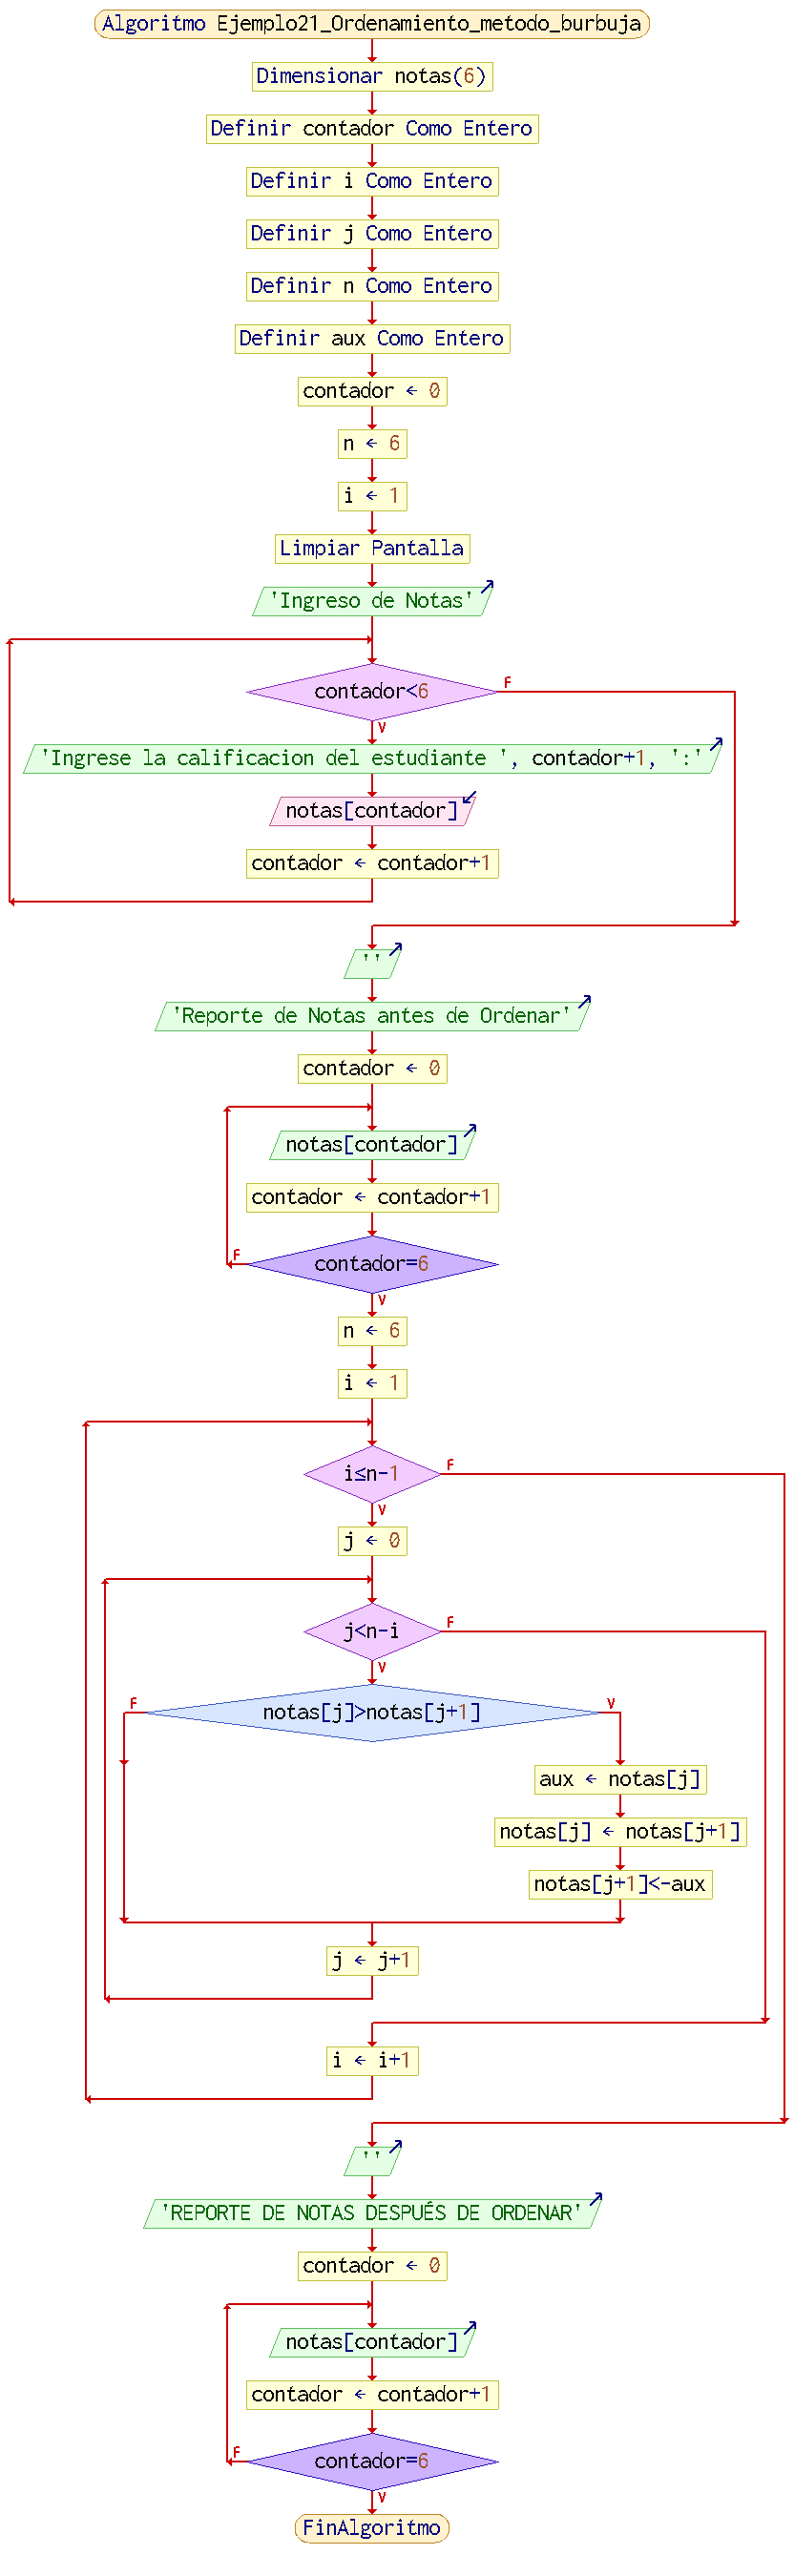 Algoritmo Ejemplo21_Ordenamiento_metodo_burbuja
Dimensionar notas(6)
Definir contador Como Entero
Definir i Como Entero
Definir j Como Entero
Definir n Como Entero
Definir aux Como Entero
contador ← 0
n ← 6
i ← 1
Limpiar Pantalla
'Ingreso de Notas'
contador<6
F
V
'Ingrese la calificacion del estudiante ', contador+1, ':'
notas[contador]
contador ← contador+1
''
'Reporte de Notas antes de Ordenar'
contador ← 0
notas[contador]
contador ← contador+1
contador=6
F
V
n ← 6
i ← 1
i≤n-1
F
V
j ← 0
j<n-i
F
V
notas[j]>notas[j+1]
F
V
aux ← notas[j]
notas[j] ← notas[j+1]
notas[j+1]<-aux
j ← j+1
i ← i+1
''
'REPORTE DE NOTAS DESPUÉS DE ORDENAR'
contador ← 0
notas[contador]
contador ← contador+1
contador=6
F
V
FinAlgoritmo